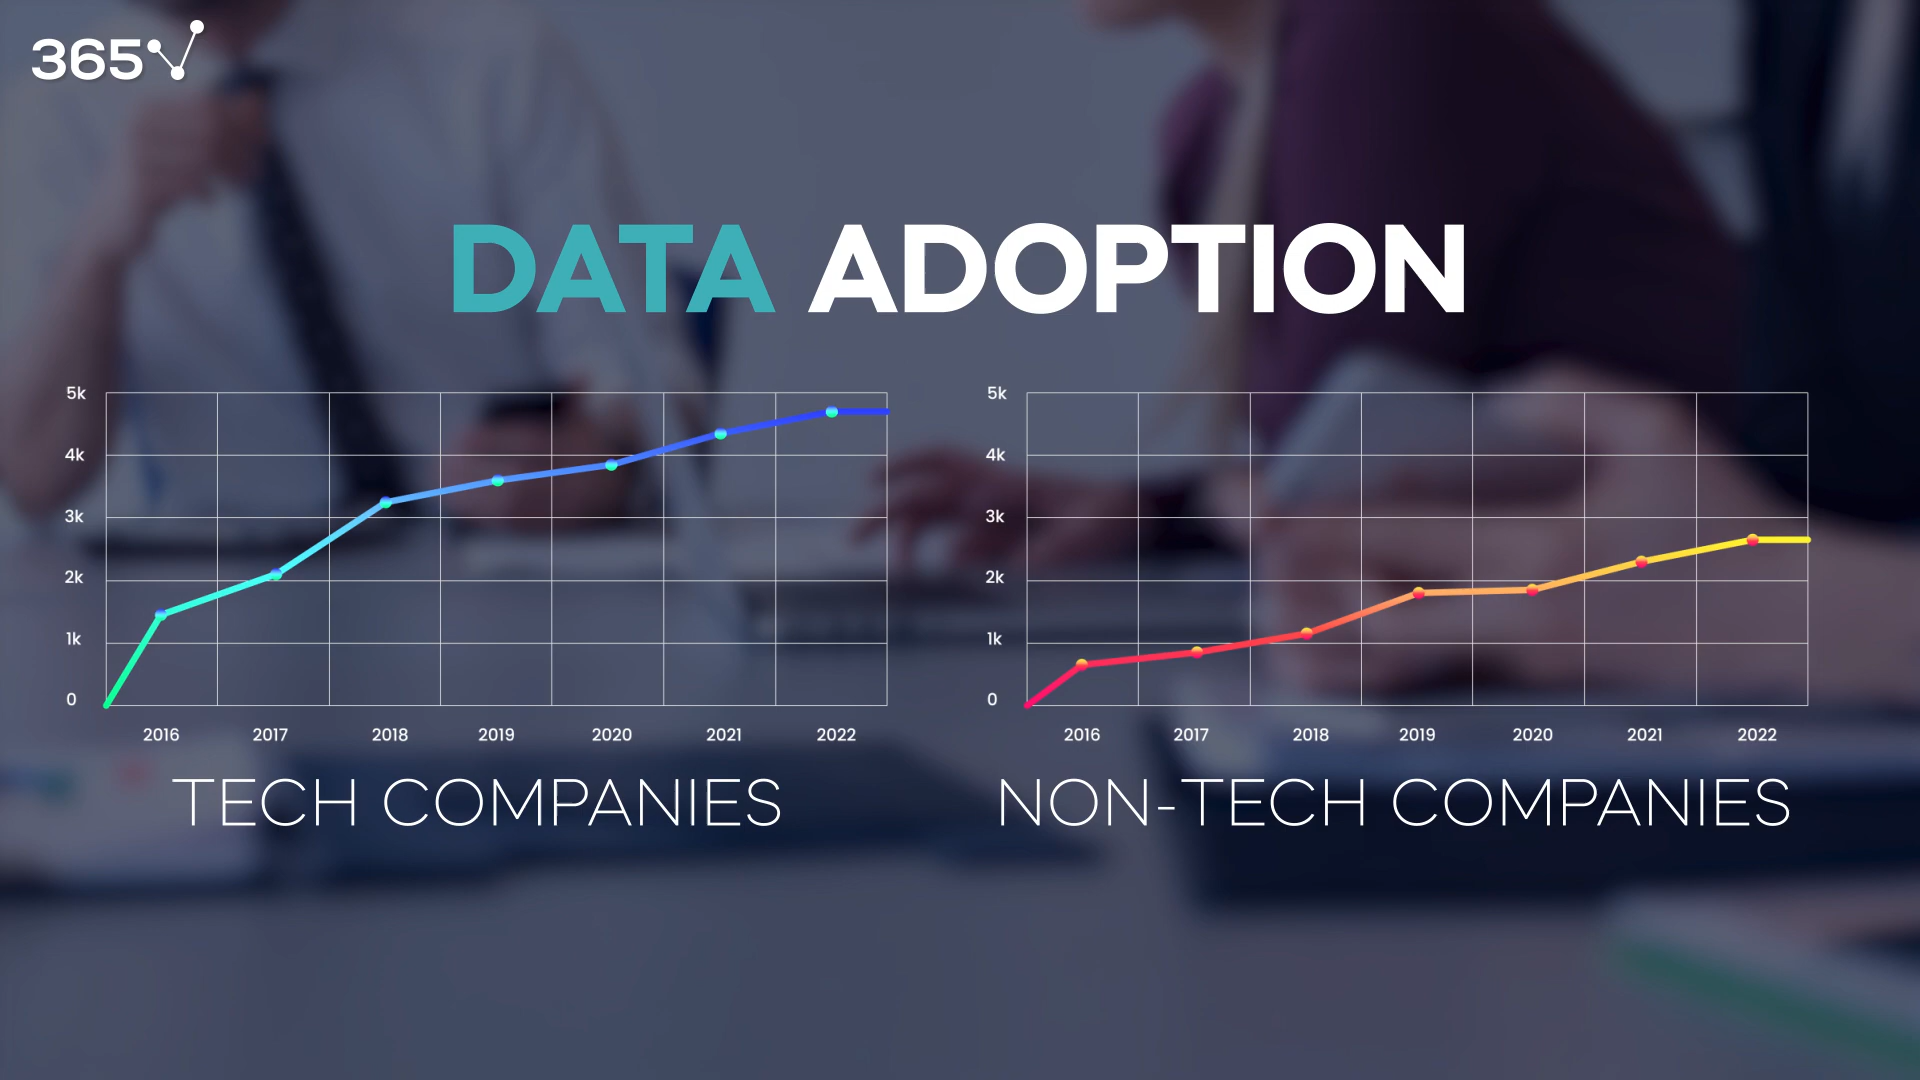 365
DATA ADOPTION
5k
4k
3k
2k
1k
0
2016 2017 2018 2019 2020 2021 2022
TECH COMPANIES
5k
4k
3k
2k
1k
0
2016 2017 2018 2019 2020 2021 2022
NON-TECH COMPANIES